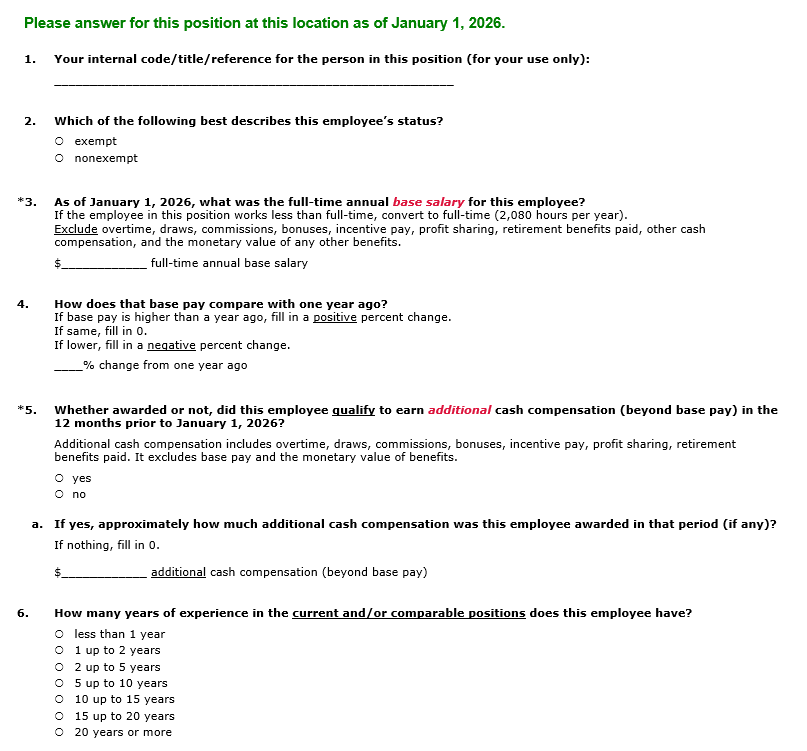 Please answer for this position at this location as of January 1, 2026.
1. Your internal code/title/reference for the person in this position (for your use only):
2. Which of the following best describes this employee’s status?
exempt
nonexempt
*3. As of January 1, 2026, what was the full-time annual base salary for this employee?
If the employee in this position works less than full-time, convert to full-time (2,080 hours per year).
Exclude overtime, draws, commissions, bonuses, incentive pay, profit sharing, retirement benefits paid, other cash
compensation, and the monetary value of any other benefits.
$____________ full-time annual base salary
4. How does that base pay compare with one year ago?
If base pay is higher than a year ago, fill in a positive percent change.
If same, fill in 0.
If lower, fill in a negative percent change.
____% change from one year ago
*5. Whether awarded or not, did this employee qualify to earn additional cash compensation (beyond base pay) in the
12 months prior to January 1, 2026?
Additional cash compensation includes overtime, draws, commissions, bonuses, incentive pay, profit sharing, retirement
benefits paid. It excludes base pay and the monetary value of benefits.
yes
no
a. If yes, approximately how much additional cash compensation was this employee awarded in that period (if any)?
If nothing, fill in 0.
$____________ additional cash compensation (beyond base pay)
6. How many years of experience in the current and/or comparable positions does this employee have?
less than 1 year
1 up to 2 years
2 up to 5 years
5 up to 10 years
10 up to 15 years
15 up to 20 years
20 years or more